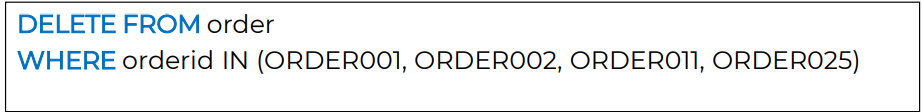 DELETE FROM order
WHERE orderid IN (ORDER001, ORDER002, ORDER011, ORDER025)